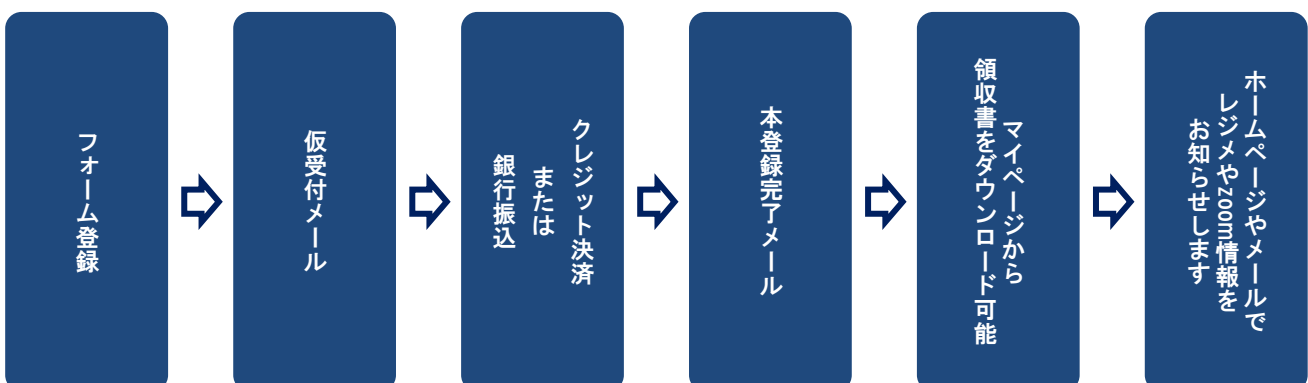 フォーム登録
仮受付メール
クレジット決済
または
銀行振込
本登録完了メール
マイページから
領収書をダウンロード可能
ホームページやメールで
レジメやzoom情報を
お知らせします